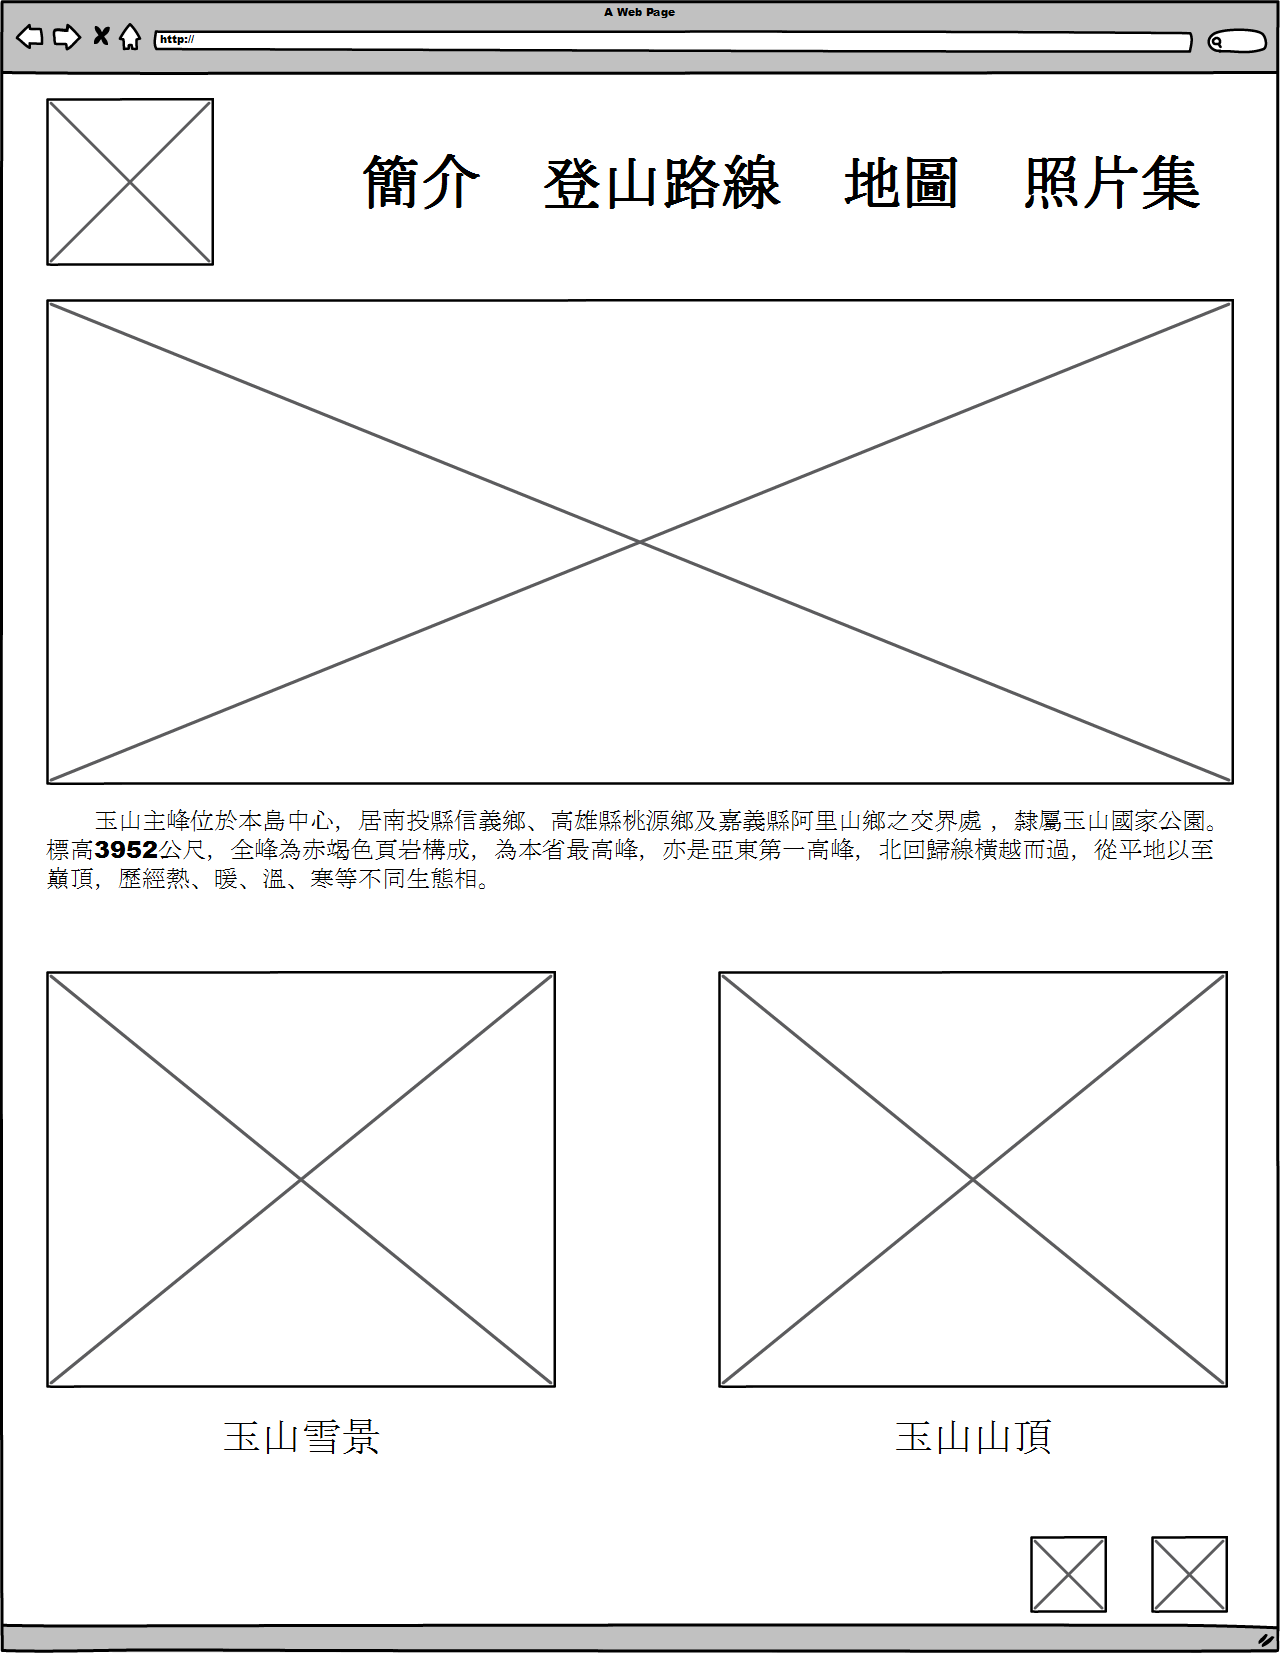 A Web Page
http://
簡介 登山路線 地圖 照片集
玉山主峰位於本島中心，居南投縣信義鄉、高雄縣桃源鄉及嘉義縣阿里山鄉之交界處，隸屬玉山國家公園。
標高3952公尺，全峰為赤竭色頁岩構成，為本省最高峰，亦是亞東第一高峰，北回歸線橫越而過，從平地以至
巔頂，歷經熱、暖、溫、寒等不同生態相。
玉山雪景 玉山山頂